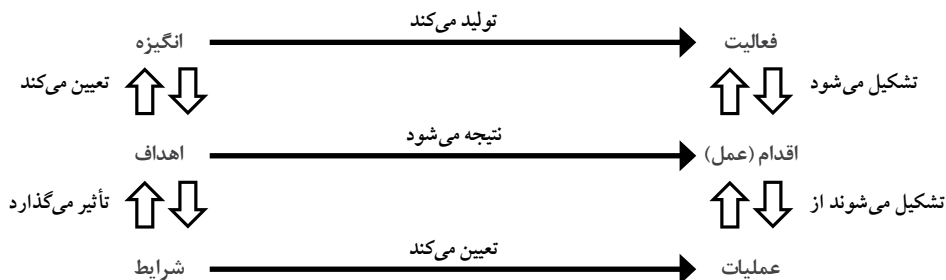 تولید می‌کند
فعالیت
انگیزه
تشکیل می‌شود
تعیین می‌کند
نتیجه می‌شود
اقدام (عمل)
اهداف
تشکیل می‌شوند از
تأثیر می‌گذارد
تعیین می‌کند
عملیات
شرایط